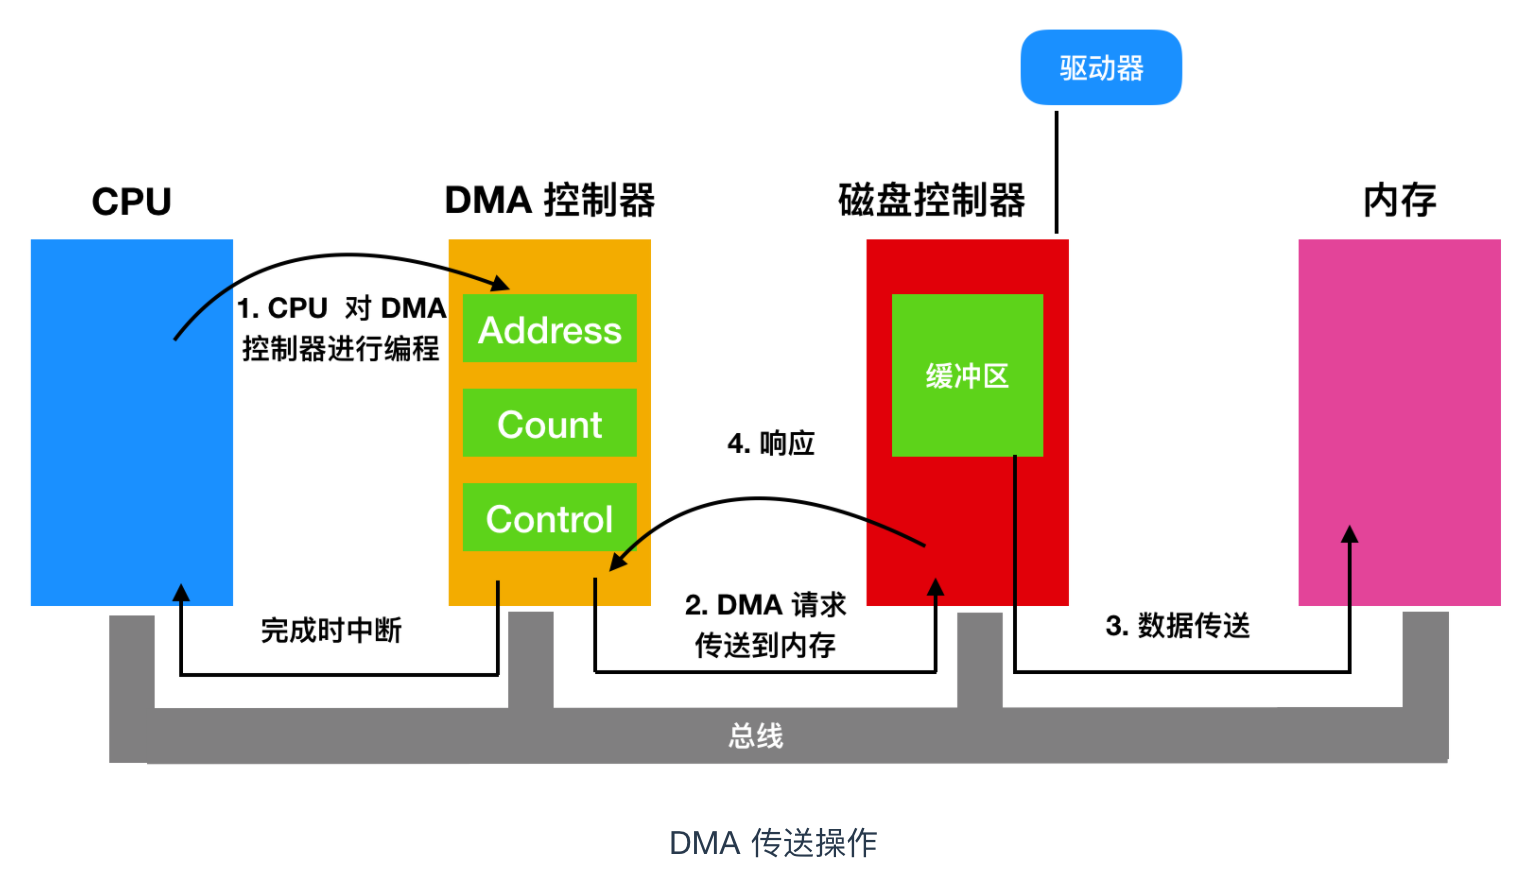 驱动器
CPU
DMA 控制器
磁盘控制器
内存
1. CPU 对 DMA
控制器进行编程
Address
Count
Control
缓冲区
4. 响应
2. DMA 请求
传送到内存
完成时中断
3. 数据传送
总线
DMA 传送操作